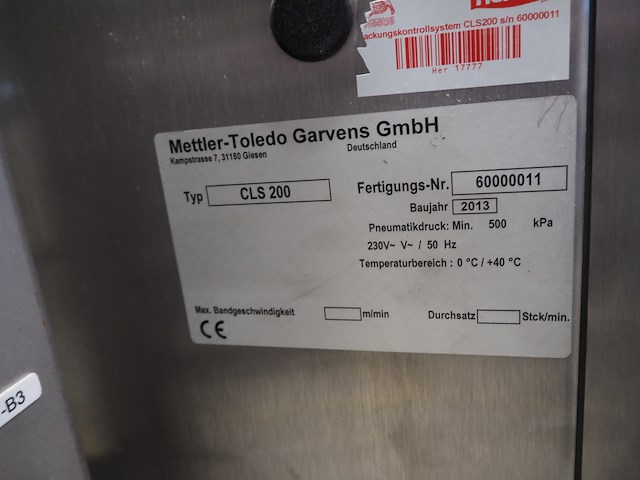 ackungskontrollsystem CLS200 s/n 60000011
Her 17777
Mettler-Toledo Garvens GmbH
Kampstrasse 7, 31180 Giesen
Deutschland
Typ CLS 200
Fertigungs-Nr. 60000011
Baujahr 2013
Pneumatikdruck: Min. 500 kPa
230V~ V~ / 50 Hz
Temperaturbereich : 0 °C / +40 °C
Max. Bandgeschwindigkeit m/min
Durchsatz Stck/min.
CE
-B3